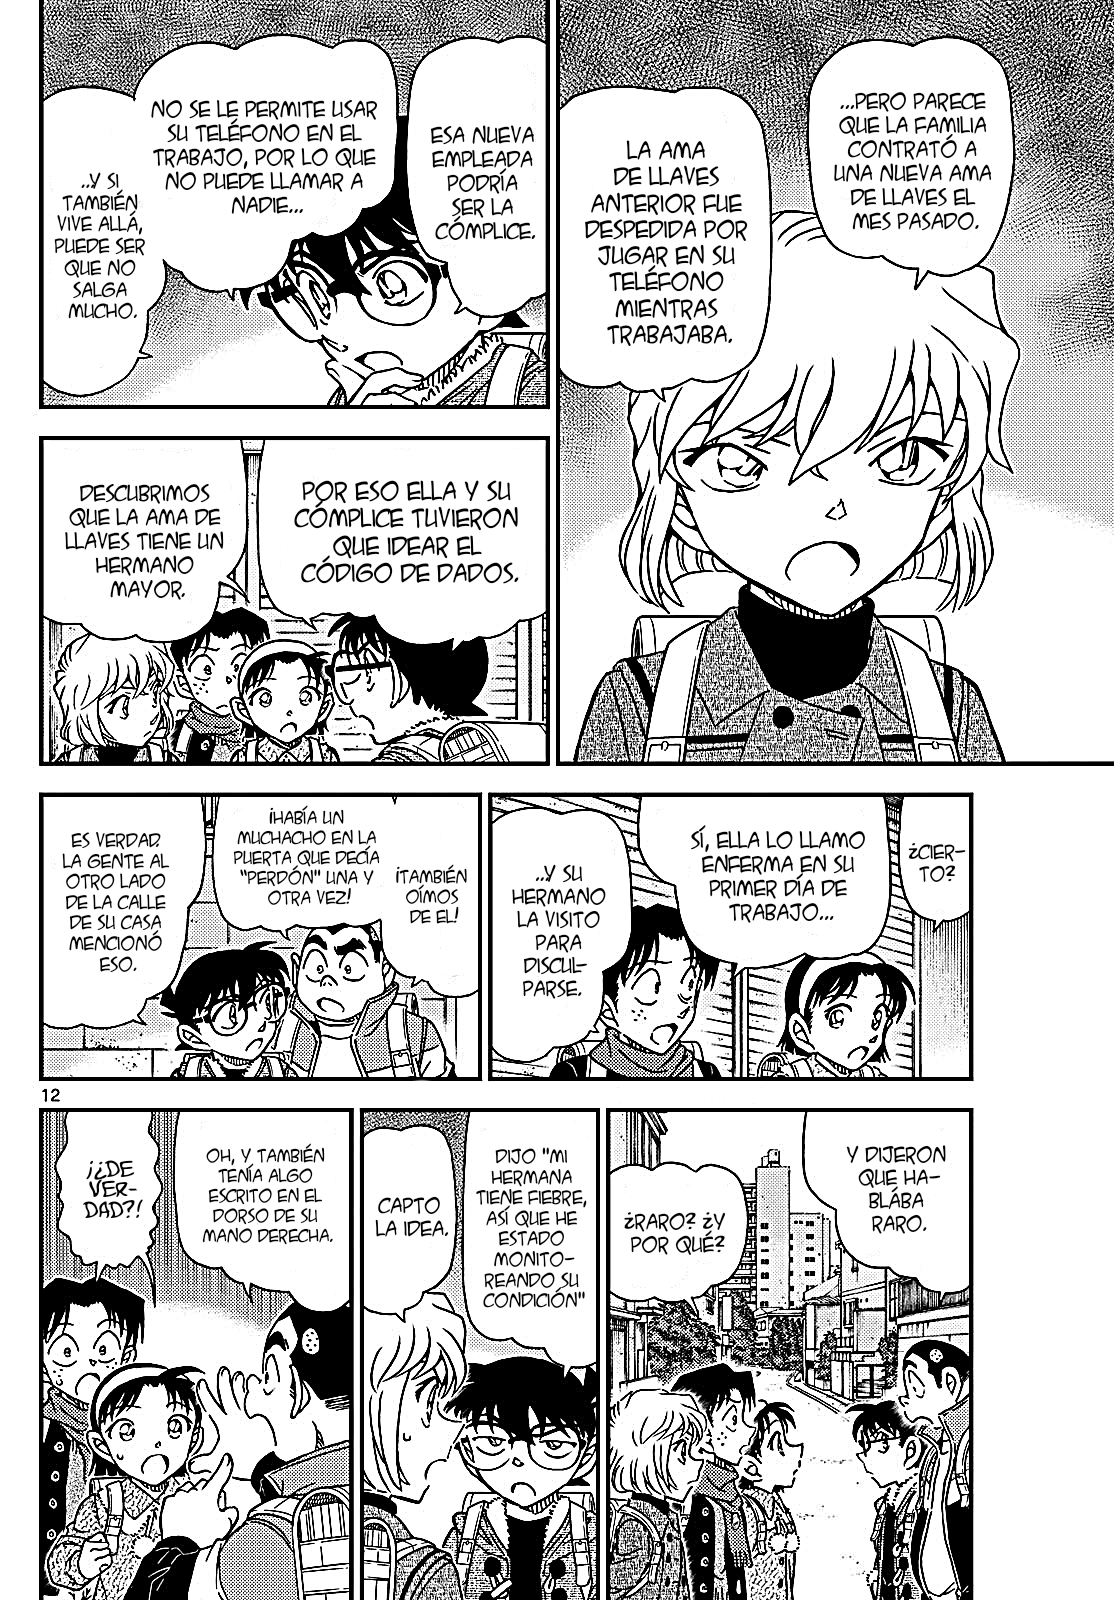 ...PERO PARECE
QUE LA FAMILIA
CONTRATÓ A
UNA NUEVA AMA
DE LLAVES EL
MES PASADO.
LA AMA
DE LLAVES
ANTERIOR FUE
DESPEDIDA POR
JUGAR EN SU
TELÉFONO
MIENTRAS
TRABAJABA.
ESA NUEVA
EMPLEADA
PODRÍA
SER LA
CÓMPLICE.
NO SE LE PERMITE USAR
SU TELÉFONO EN EL
TRABAJO, POR LO QUE
NO PUEDE LLAMAR A
NADIE...
...Y SI
TAMBIÉN
VIVE ALLÁ,
PUEDE SER
QUE NO
SALGA
MUCHO.
POR ESO ELLA Y SU
CÓMPLICE TUVIERON
QUE IDEAR EL
CÓDIGO DE DADOS.
DESCUBRIMOS
QUE LA AMA DE
LLAVES TIENE UN
HERMANO
MAYOR.
¿CIER-
TO?
SÍ, ELLA LO LLAMO
ENFERMA EN SU
PRIMER DÍA DE
TRABAJO...
...Y SU
HERMANO
LA VISITO
PARA
DISCUL-
PARSE.
¡TAMBIÉN
OÍMOS
DE EL!
¡HABÍA UN
MUCHACHO EN LA
PUERTA QUE DECÍA
"PERDÓN" UNA Y
OTRA VEZ!
ES VERDAD.
LA GENTE AL
OTRO LADO
DE LA CALLE
DE SU CASA
MENCIONÓ
ESO.
12
Y DIJERON
QUE HA-
BLÁBA
RARO.
¿RARO? ¿Y
POR QUÉ?
DIJO "MI
HERMANA
TIENE FIEBRE,
ASÍ QUE HE
ESTADO
MONITO-
REANDO SU
CONDICIÓN"
CAPTO
LA IDEA.
OH, Y TAMBIÉN
TENÍA ALGO
ESCRITO EN EL
DORSO DE SU
MANO DERECHA.
¡¿DE
VER-
DAD?!